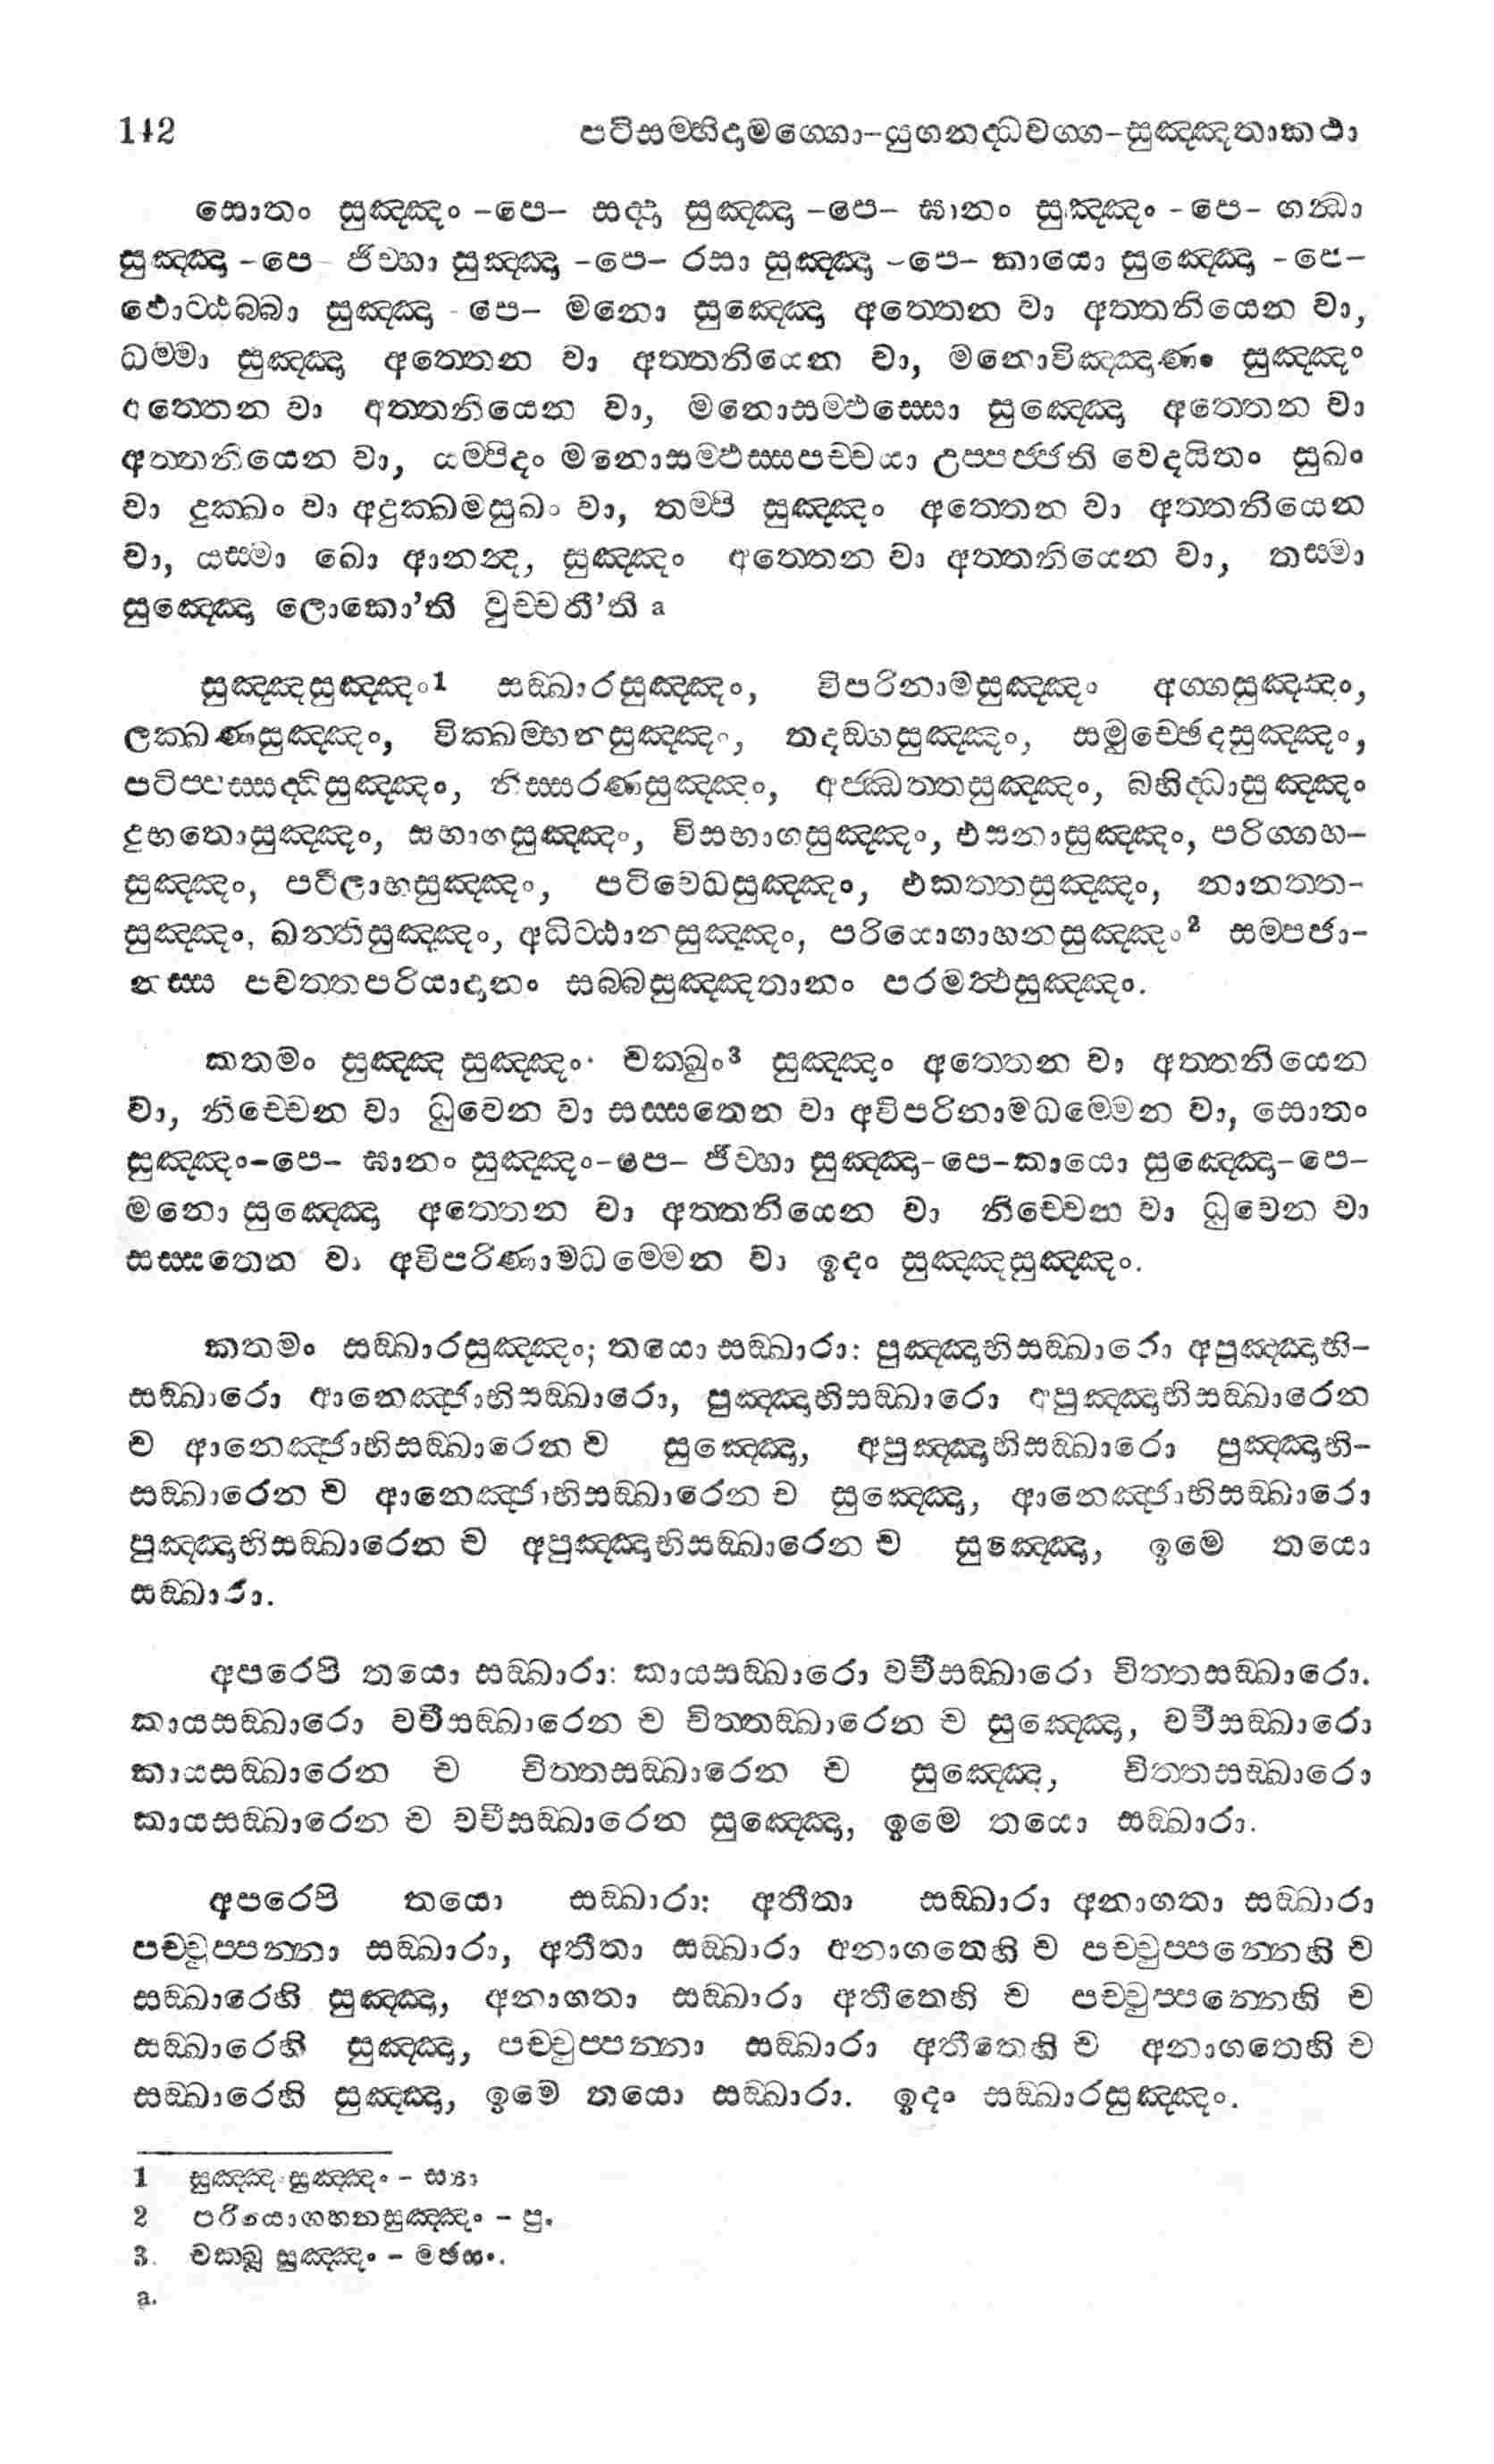 142 පටිසම්භිදාමග්ගො-යුගනද්ධවග්ග-සුඤ්ඤතාකථා
සොතං සුඤ්ඤං -පෙ- සද්දා සුඤ්ඤා -පෙ- ඝානං සුඤ්ඤං -පෙ- ගන්ධා
සුඤ්ඤා -පෙ- ජිව්හා සුඤ්ඤා -පෙ- රසා සුඤ්ඤා -පෙ- කායො සුඤ්ඤො -පෙ-
ඵොට්ඨබ්බා සුඤ්ඤා -පෙ- මනො සුඤ්ඤො අත්තෙන වා අත්තනියෙන වා,
ධම්මා සුඤ්ඤා අත්තෙන වා අත්තනියෙන වා, මනොවිඤ්ඤාණං සුඤ්ඤං
අත්තෙන වා අත්තනියෙන වා, මනොසම්ඵස්සො සුඤ්ඤො අත්තෙන වා
අත්තනියෙන වා, යම්පිදං මනොසම්ඵස්සපච්චයා උප්පජ්ජති වෙදයිතං සුඛං
වා දුක්ඛං වා අදුක්ඛමසුඛං වා, තම්පි සුඤ්ඤං අත්තෙන වා අත්තනියෙන
වා, යස්මා ඛො ආනන්ද, සුඤ්ඤං අත්තෙන වා අත්තනියෙන වා, තස්මා
සුඤ්ඤො ලොකො'ති වුච්චතී'ති a
සුඤ්ඤසුඤ්ඤං1 සඞ්ඛාරසුඤ්ඤං, විපරිනාමසුඤ්ඤං අග්ගසුඤ්ඤං,
ලක්ඛණසුඤ්ඤං, වික්ඛම්භනසුඤ්ඤං, තදඞ්ගසුඤ්ඤං, සමුච්ඡෙදසුඤ්ඤං,
පටිප්පස්සද්ධිසුඤ්ඤං, නිස්සරණසුඤ්ඤං, අජ්ඣත්තසුඤ්ඤං, බහිද්ධාසුඤ්ඤං
දුභතොසුඤ්ඤං, සභාගසුඤ්ඤං, විසභාගසුඤ්ඤං, එසනාසුඤ්ඤං, පරිග්ගහ-
සුඤ්ඤං, පටිලාභසුඤ්ඤං, පටිවෙධසුඤ්ඤං, එකත්තසුඤ්ඤං, නානත්ත-
සුඤ්ඤං, ඛන්තිසුඤ්ඤං, අධිට්ඨානසුඤ්ඤං, පරියොගාහනසුඤ්ඤං2 සම්පජා-
නස්ස පවත්තපරියාදානං සබ්බසුඤ්ඤතානං පරමත්ථසුඤ්ඤං.
කතමං සුඤ්ඤ සුඤ්ඤං· චක්ඛුං3 සුඤ්ඤං අත්තෙන වා අත්තනියෙන
වා, නිච්චෙන වා ධුවෙන වා සස්සතෙන වා අවිපරිනාමධම්මෙන වා, සොතං
සුඤ්ඤං-පෙ- ඝානං සුඤ්ඤං-පෙ- ජිව්හා සුඤ්ඤා-පෙ-කායො සුඤ්ඤො-පෙ-
මනො සුඤ්ඤො අත්තෙන වා අත්තනියෙන වා නිච්චෙන වා ධුවෙන වා
සස්සතෙන වා අවිපරිණාමධම්මෙන වා ඉදං සුඤ්ඤසුඤ්ඤං.
කතමං සඞ්ඛාරසුඤ්ඤං; තයො සඞ්ඛාරා: පුඤ්ඤාභිසඞ්ඛාරො අපුඤ්ඤාභි-
සඞ්ඛාරො ආනෙඤ්ජාභිසඞ්ඛාරො, පුඤ්ඤාභිසඞ්ඛාරො අපුඤ්ඤාභිසඞ්ඛාරෙන
ච ආනෙඤ්ජාභිසඞ්ඛාරෙන ච සුඤ්ඤො, අපුඤ්ඤාභිසඞ්ඛාරො පුඤ්ඤාභි-
සඞ්ඛාරෙන ච ආනෙඤ්ජාභිසඞ්ඛාරෙන ච සුඤ්ඤො, ආනෙඤ්ජාභිසඞ්ඛාරො
පුඤ්ඤාභිසඞ්ඛාරෙන ච අපුඤ්ඤාභිසඞ්ඛාරෙන ච සුඤ්ඤො, ඉමෙ තයො
සඞ්ඛාරා.
අපරෙපි තයො සඞ්ඛාරා: කායසඞ්ඛාරො වචීසඞ්ඛාරො චිත්තසඞ්ඛාරො.
කායසඞ්ඛාරො වචීසඞ්ඛාරෙන ච චිත්තඞ්ඛාරෙන ච සුඤ්ඤො, වචීසඞ්ඛාරො
කායසඞ්ඛාරෙන ච චිත්තසඞ්ඛාරෙන ච සුඤ්ඤො, චිත්තසඞ්ඛාරො
කායසඞ්ඛාරෙන ච වචීසඞ්ඛාරෙන සුඤ්ඤො, ඉමෙ තයො සඞ්ඛාරා.
අපරෙපි තයො සඞ්ඛාරා: අතීතා සඞ්ඛාරා අනාගතා සඞ්ඛාරා
පච්චුප්පන්නා සඞ්ඛාරා, අතීතා සඞ්ඛාරා අනාගතෙහි ච පච්චුප්පන්නෙහි ච
සඞ්ඛාරෙහි සුඤ්ඤා, අනාගතා සඞ්ඛාරා අතීතෙහි ච පච්චුප්පන්නෙහි ච
සඞ්ඛාරෙහි සුඤ්ඤා, පච්චුප්පන්නා සඞ්ඛාරා අතීතෙහි ච අනාගතෙහි ච
සඞ්ඛාරෙහි සුඤ්ඤා, ඉමෙ තයො සඞ්ඛාරා. ඉදං සඞ්ඛාරසුඤ්ඤං.
1 සුඤ්ඤ සුඤ්ඤං -
2 පරියොගහනසුඤ්ඤං - පු.
3. චක්ඛු සුඤ්ඤං - මඡසං.
a.